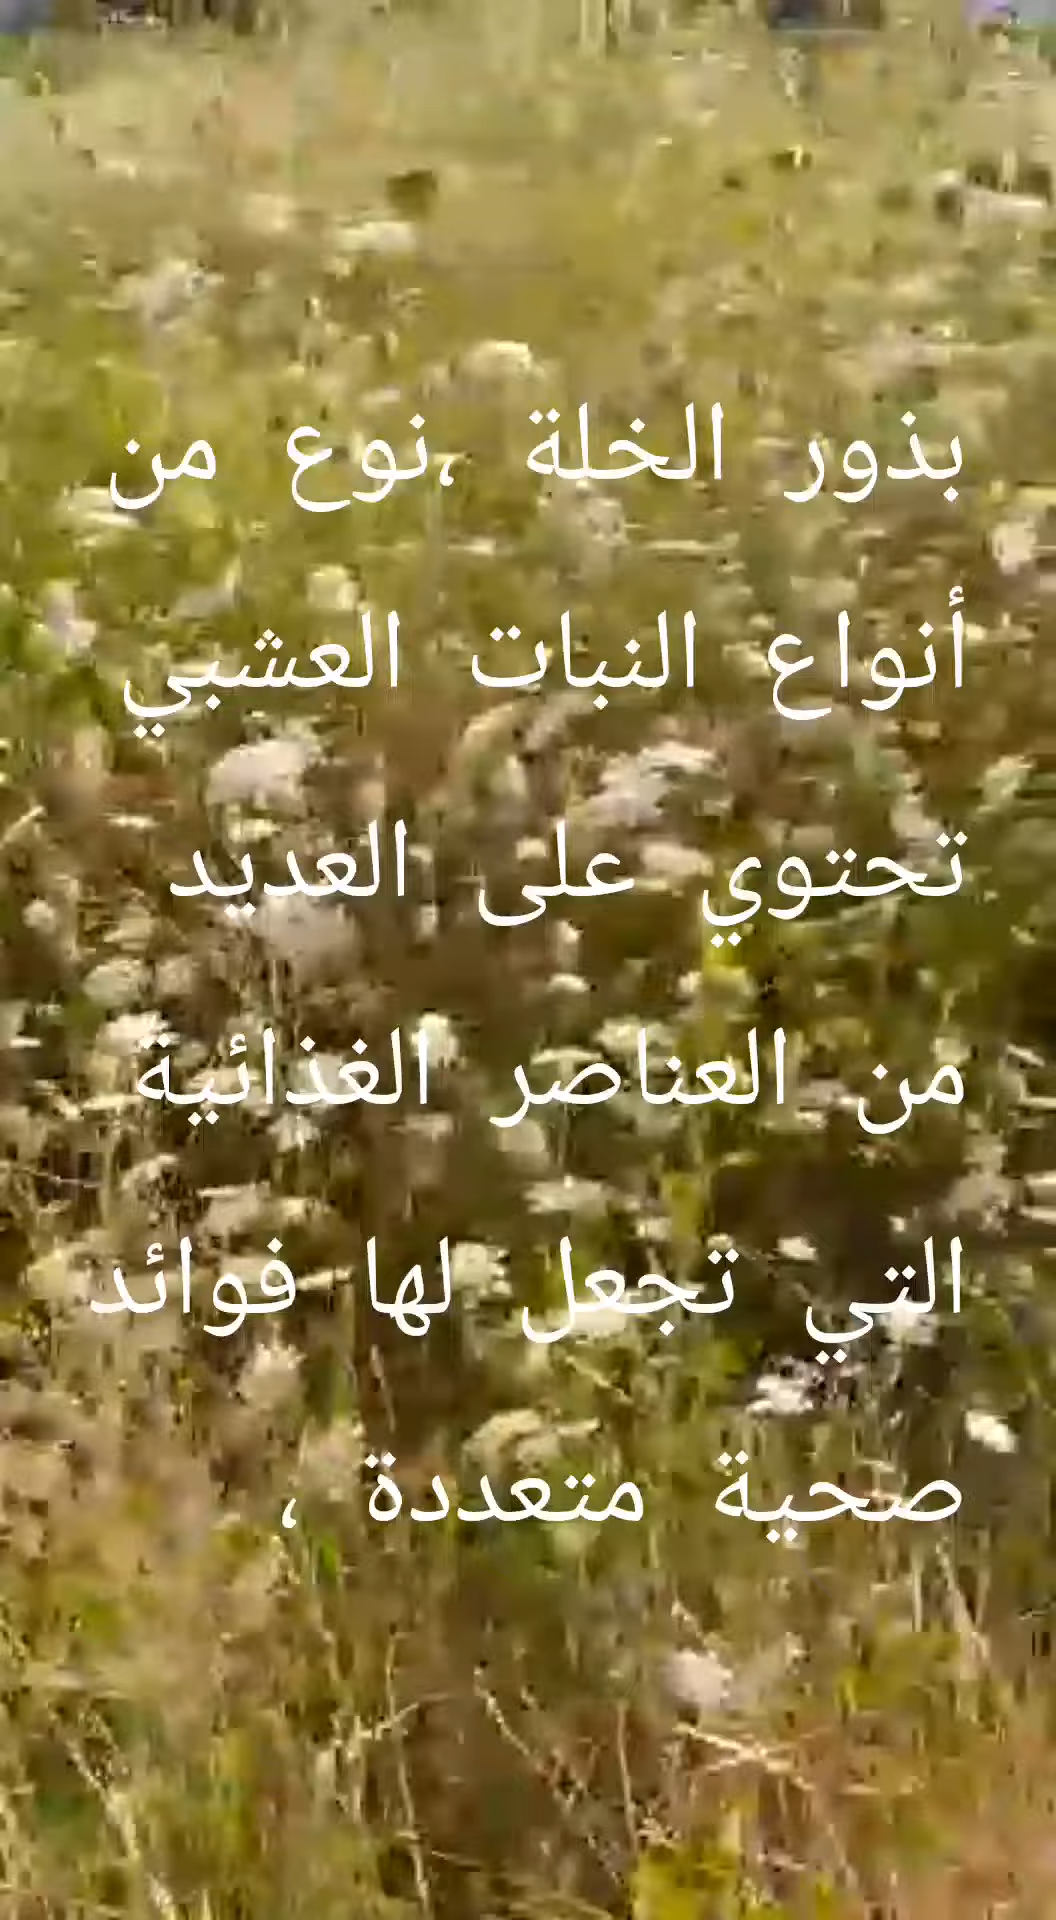 بذور الخلة ،نوع من
أنواع النبات العشبي
تحتوي على العديد
من العناصر الغذائية
التي تجعل لها فوائد
صحية متعددة ،